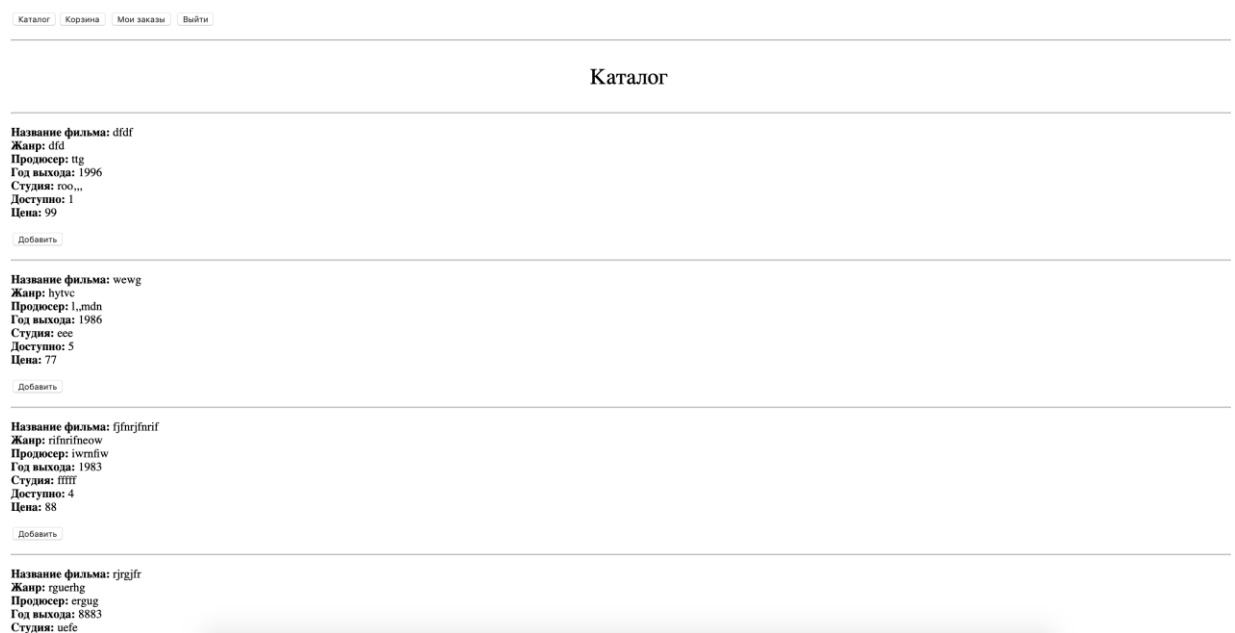 Каталог Корзина Мои заказы Выйти
Каталог
Название фильма: dfdf
Жанр: dfd
Продюсер: ttg
Год выхода: 1996
Студия: roo,,,
Доступно: 1
Цена: 99
Добавить
Название фильма: wewg
Жанр: hytvc
Продюсер: l,,mdn
Год выхода: 1986
Студия: eee
Доступно: 5
Цена: 77
Добавить
Название фильма: fjfnrjfnrif
Жанр: rifnrifneow
Продюсер: iwrnfiw
Год выхода: 1983
Студия: fffff
Доступно: 4
Цена: 88
Добавить
Название фильма: rjrgjfr
Жанр: rguerhg
Продюсер: ergug
Год выхода: 8883
Студия: uefe